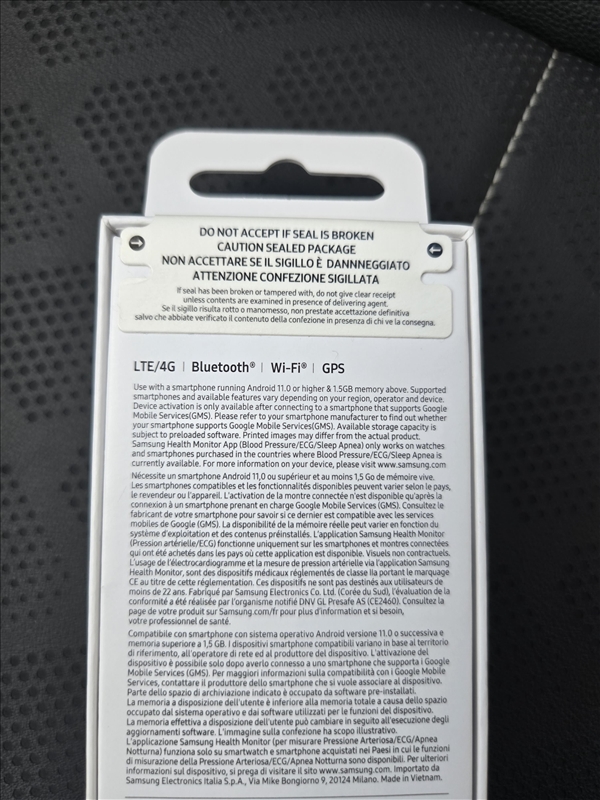 DO NOT ACCEPT IF SEAL IS BROKEN
CAUTION SEALED PACKAGE
NON ACCETTARE SE IL SIGILLO È DANNNEGGIATO
ATTENZIONE CONFEZIONE SIGILLATA
If seal has been broken or tampered with, do not give clear receipt
unless contents are examined in presence of delivering agent.
Se il sigillo risulta rotto o manomesso, non prestate accettazione definitiva
salvo che abbiate verificato il contenuto della confezione in presenza di chi ve la consegna.
LTE/4G | Bluetooth® | Wi-Fi® | GPS
Use with a smartphone running Android 11.0 or higher & 1.5GB memory above. Supported
smartphones and available features may vary depending on your region, operator and device.
Device activation is only available after connecting to a smartphone that supports Google
Mobile Services(GMS). Please refer to your smartphone manufacturer to find out whether
your smartphone supports Google Mobile Services(GMS). Available storage capacity is
subject to preloaded software. Printed images may differ from the actual product.
Samsung Health Monitor App (Blood Pressure/ECG/Sleep Apnea) only works on watches
and smartphones purchased in the countries where Blood Pressure/ECG/Sleep Apnea is
currently available. For more information on your device, please visit www.samsung.com
Nécessite un smartphone Android 11,0 ou supérieur et au moins 1,5 Go de mémoire vive.
Les smartphones compatibles et les fonctionnalités disponibles peuvent varier selon le pays,
le revendeur ou l'appareil. L'activation de la montre connectée n'est disponible qu'après la
connexion à un smartphone prenant en charge Google Mobile Services (GMS). Consultez le
fabricant de votre smartphone pour savoir si ce dernier est compatible avec les services
mobiles de Google (GMS). La disponibilité de la mémoire réelle peut varier en fonction du
système d'exploitation et des contenus préinstallés. L'application Samsung Health Monitor
(Pression artérielle/ECG) fonctionne uniquement sur les smartphones et montres connectées
qui ont été achetés dans les pays où cette application est disponible. Visuels non contractuels.
L'usage de l'électrocardiogramme et la mesure de pression artérielle via l'application Samsung
Health Monitor, sont des dispositifs médicaux réglementés de classe IIa portant le marquage
CE au titre de cette réglementation. Ces dispositifs ne sont pas destinés aux utilisateurs de
moins de 22 ans. Fabriqué par Samsung Electronics Co. Ltd. (Corée du Sud), l'évaluation de la
conformité a été réalisée par l'organisme notifié DNV GL Presafe AS (CE2460). Consultez la
page de votre produit sur Samsung.com/fr pour plus d'information et si besoin,
votre professionnel de santé.
Compatibile con smartphone con sistema operativo Android versione 11.0 o successiva e
memoria superiore a 1,5 GB. I dispositivi smartphone compatibili variano in base al territorio
di riferimento, all'operatore di rete ed al produttore del dispositivo. L'attivazione del
dispositivo è possibile solo dopo averlo connesso a uno smartphone che supporta i Google
Mobile Services (GMS). Per maggiori informazioni sulla compatibilità con i Google Mobile
Services, contattare il produttore dello smartphone che si vuole associare al dispositivo.
Parte dello spazio di archiviazione indicato è occupato da software pre-installati.
La memoria a disposizione dell'utente è inferiore alla memoria totale a causa dello spazio
occupato dal sistema operativo e dai software utilizzati per le funzioni del dispositivo.
La memoria effettiva a disposizione dell'utente può cambiare in seguito all'esecuzione degli
aggiornamenti software. L'immagine sulla confezione ha scopo illustrativo.
L'applicazione Samsung Health Monitor (per misurare Pressione Arteriosa/ECG/Apnea
Notturna) funziona solo su smartwatch e smartphone acquistati nei Paesi in cui le funzioni
di misurazione della Pressione Arteriosa/ECG/Apnea Notturna sono disponibili. Per ulteriori
informazioni sul dispositivo, si prega di visitare il sito www.samsung.com. Importato da
Samsung Electronics Italia S.p.A., Via Mike Bongiorno 9, 20124 Milano. Made in Vietnam.